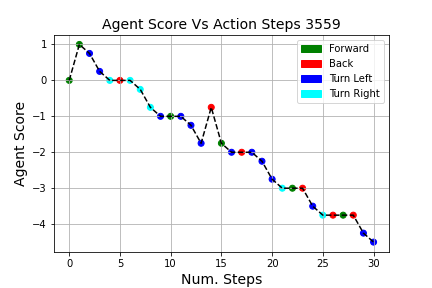 Agent Score Vs Action Steps 3559
Forward
Back
Turn Left
Turn Right
Agent Score
1
0
−1
−2
−3
−4
0 5 10 15 20 25 30
Num. Steps